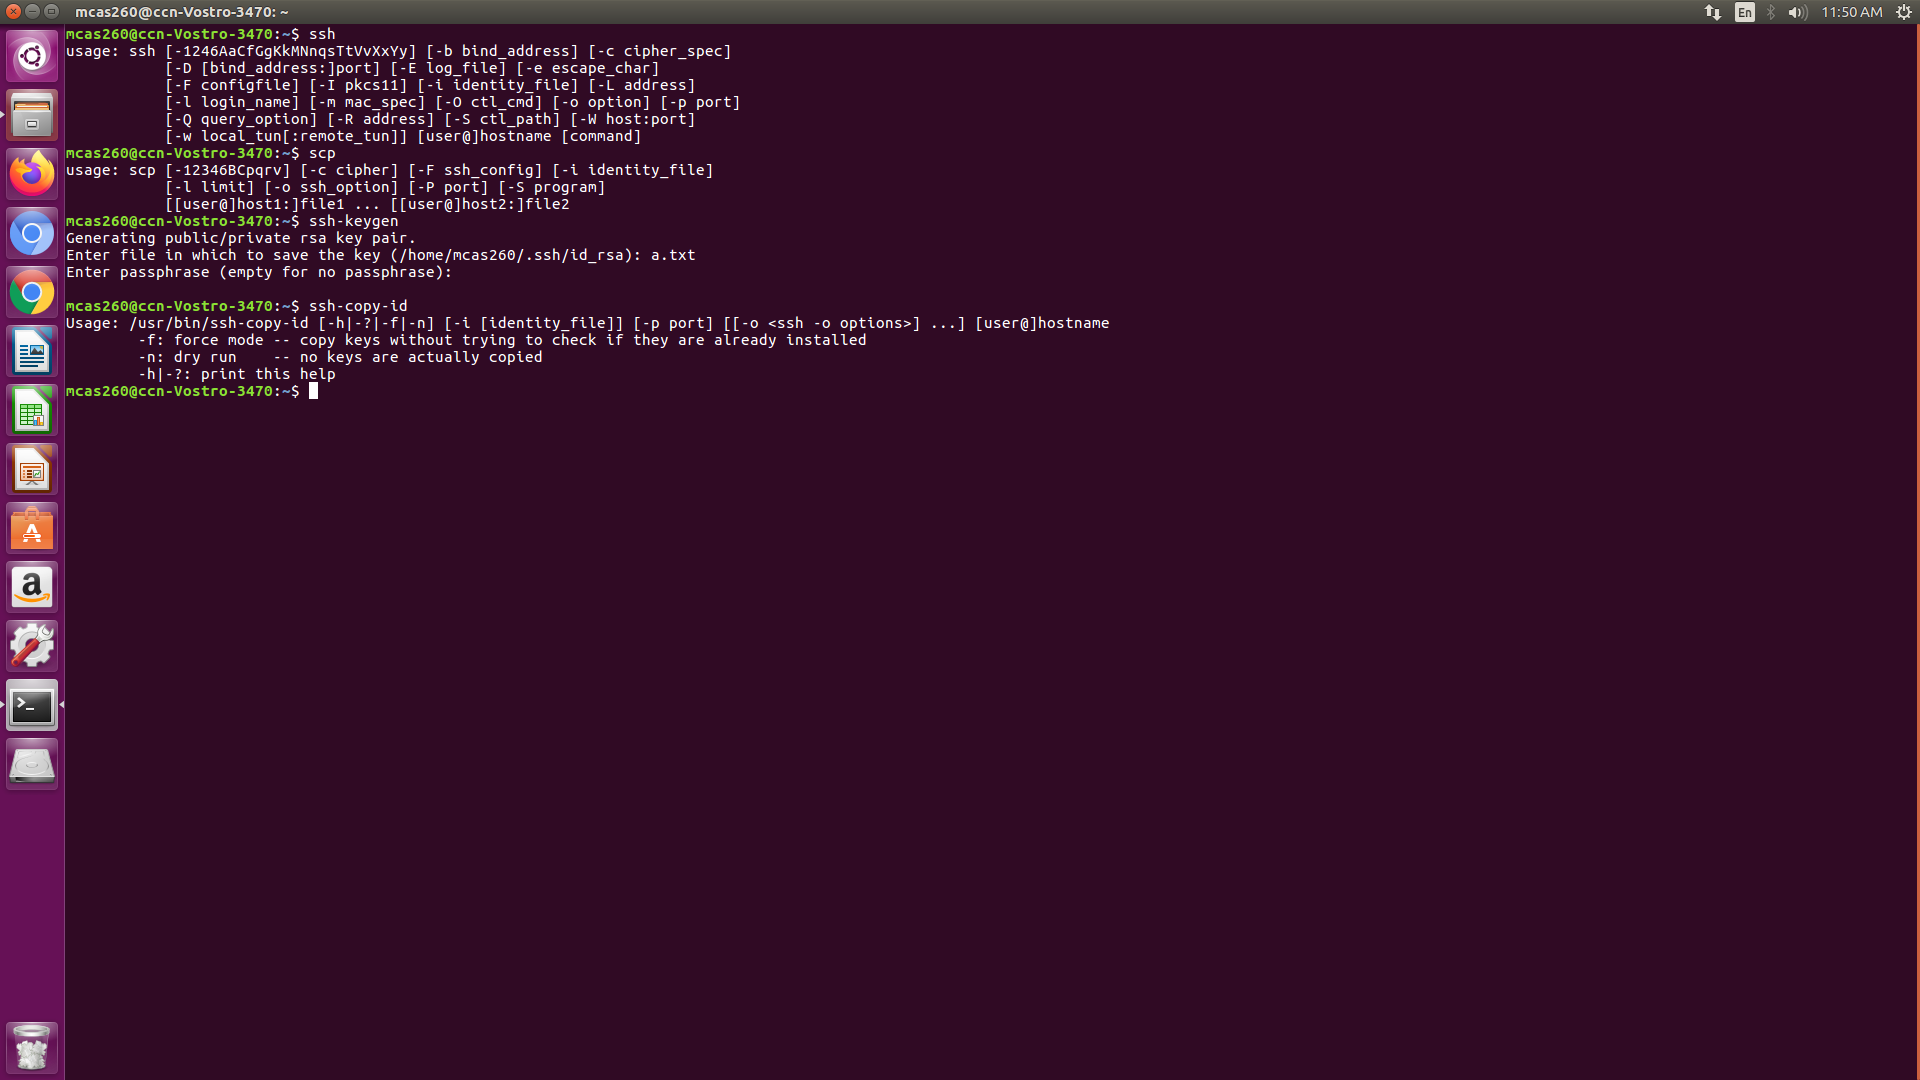 mcas260@ccn-Vostro-3470: ~
En
11:50 AM
mcas260@ccn-Vostro-3470:~$ ssh
usage: ssh [-1246AaCfGgKkMNnqsTtVvXxYy] [-b bind_address] [-c cipher_spec]
           [-D [bind_address:]port] [-E log_file] [-e escape_char]
           [-F configfile] [-I pkcs11] [-i identity_file] [-L address]
           [-l login_name] [-m mac_spec] [-O ctl_cmd] [-o option] [-p port]
           [-Q query_option] [-R address] [-S ctl_path] [-W host:port]
           [-w local_tun[:remote_tun]] [user@]hostname [command]
mcas260@ccn-Vostro-3470:~$ scp
usage: scp [-12346BCpqrv] [-c cipher] [-F ssh_config] [-i identity_file]
           [-l limit] [-o ssh_option] [-P port] [-S program]
           [[user@]host1:]file1 ... [[user@]host2:]file2
mcas260@ccn-Vostro-3470:~$ ssh-keygen
Generating public/private rsa key pair.
Enter file in which to save the key (/home/mcas260/.ssh/id_rsa): a.txt
Enter passphrase (empty for no passphrase):
mcas260@ccn-Vostro-3470:~$ ssh-copy-id
Usage: /usr/bin/ssh-copy-id [-h|-?|-f|-n] [-i [identity_file]] [-p port] [[-o <ssh -o options>] ...] [user@]hostname
        -f: force mode -- copy keys without trying to check if they are already installed
        -n: dry run    -- no keys are actually copied
        -h|-?: print this help
mcas260@ccn-Vostro-3470:~$